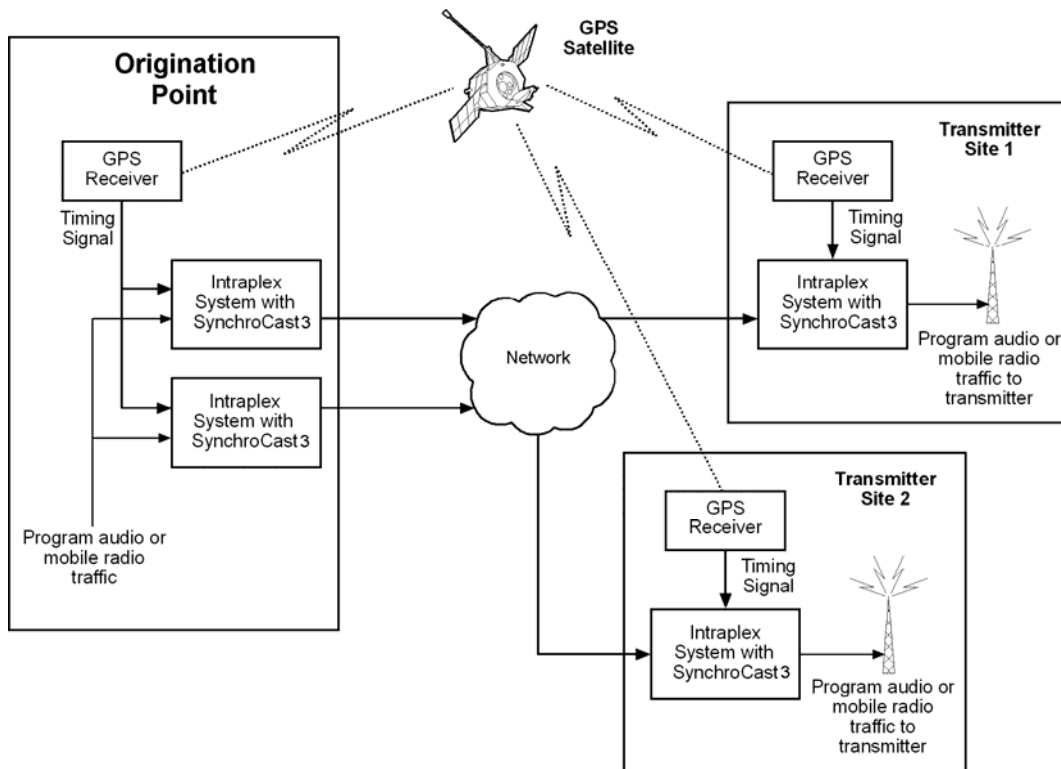 Origination
Point
GPS
Satellite
GPS
Receiver
Timing
Signal
Intraplex
System with
SynchroCast3
Intraplex
System with
SynchroCast3
Program audio or
mobile radio
traffic
Network
Transmitter
Site 1
GPS
Receiver
Timing
Signal
Intraplex
System with
SynchroCast3
Program audio or
mobile radio
traffic to
transmitter
Transmitter
Site 2
GPS
Receiver
Timing
Signal
Intraplex
System with
SynchroCast3
Program audio or
mobile radio
traffic to
transmitter